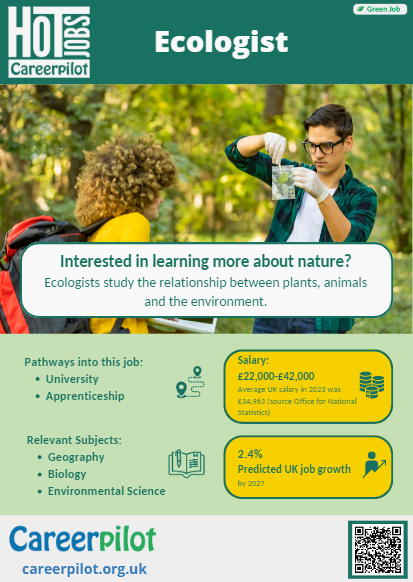 HOT JOBS
Careerpilot
Green Job
Ecologist
Interested in learning more about nature?
Ecologists study the relationship between plants, animals
and the environment.
Pathways into this job:
• University
• Apprenticeship
Salary:
£22,000-£42,000
Average UK salary in 2023 was
£34,963 (source Office for National
Statistics)
Relevant Subjects:
• Geography
• Biology
• Environmental Science
2.4%
Predicted UK job growth
by 2027
Careerpilot
careerpilot.org.uk